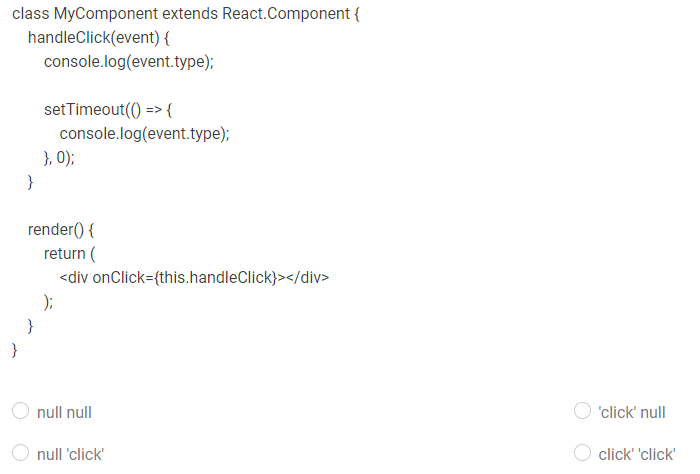 class MyComponent extends React.Component {
handleClick(event) {
console.log(event.type);
setTimeout(() => {
console.log(event.type);
}, 0);
}
render() {
return (
<div onClick={this.handleClick}></div>
);
}
}
null null
'click' null
null 'click'
click' 'click'